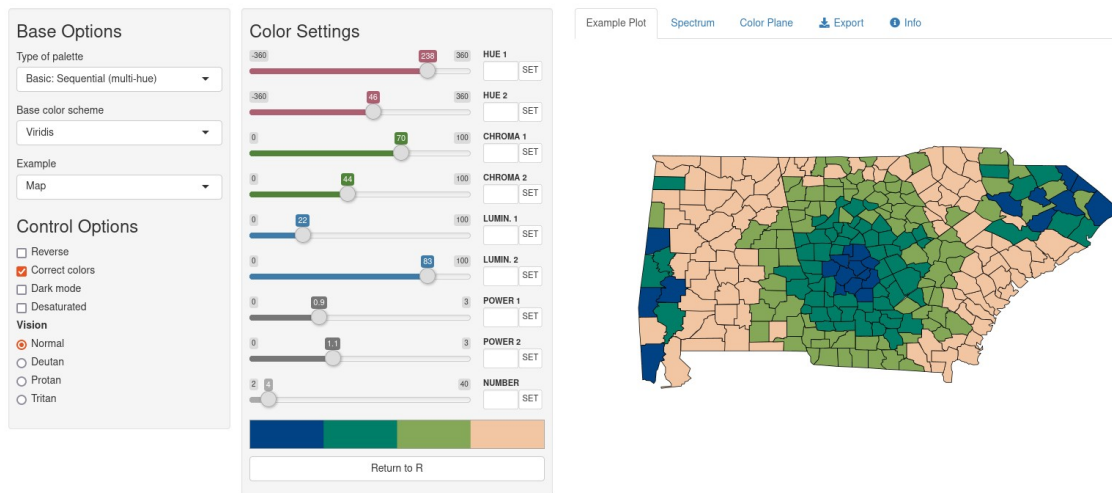 Base Options
Type of palette
Basic: Sequential (multi-hue)
Base color scheme
Viridis
Example
Map
Control Options
Reverse
Correct colors
Dark mode
Desaturated
Vision
Normal
Deutan
Protan
Tritan
Color Settings
-360 238 360 HUE 1
SET
-360 46 360 HUE 2
SET
0 70 100 CHROMA 1
SET
0 44 100 CHROMA 2
SET
0 22 100 LUMIN. 1
SET
0 83 100 LUMIN. 2
SET
0 0.9 3 POWER 1
SET
0 1.1 3 POWER 2
SET
2 4 40 NUMBER
SET
Return to R
Example Plot Spectrum Color Plane Export Info